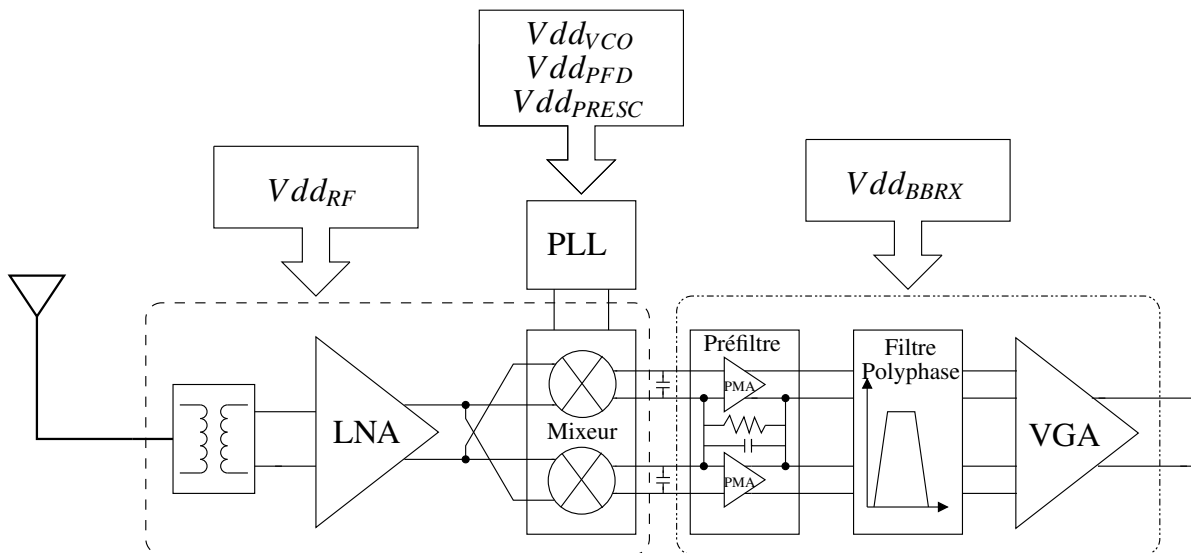 Vdd_VCO
Vdd_PFD
Vdd_PRESC
Vdd_RF
Vdd_BBRX
PLL
Préfiltre
Filtre
Polyphase
PMA
LNA
Mixeur
VGA
PMA